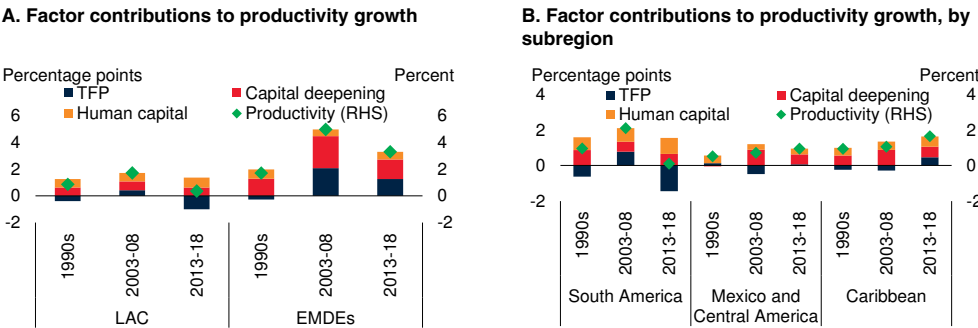 A. Factor contributions to productivity growth
Percentage points
Percent
TFP
Capital deepening
Human capital
Productivity (RHS)
6
4
2
0
-2
6
4
2
0
-2
1990s
2003-08
2013-18
1990s
2003-08
2013-18
LAC
EMDEs
B. Factor contributions to productivity growth, by
subregion
Percentage points
Percent
TFP
Capital deepening
Human capital
Productivity (RHS)
4
2
0
-2
4
2
0
-2
1990s
2003-08
2013-18
1990s
2003-08
2013-18
1990s
2003-08
2013-18
South America
Mexico and
Central America
Caribbean